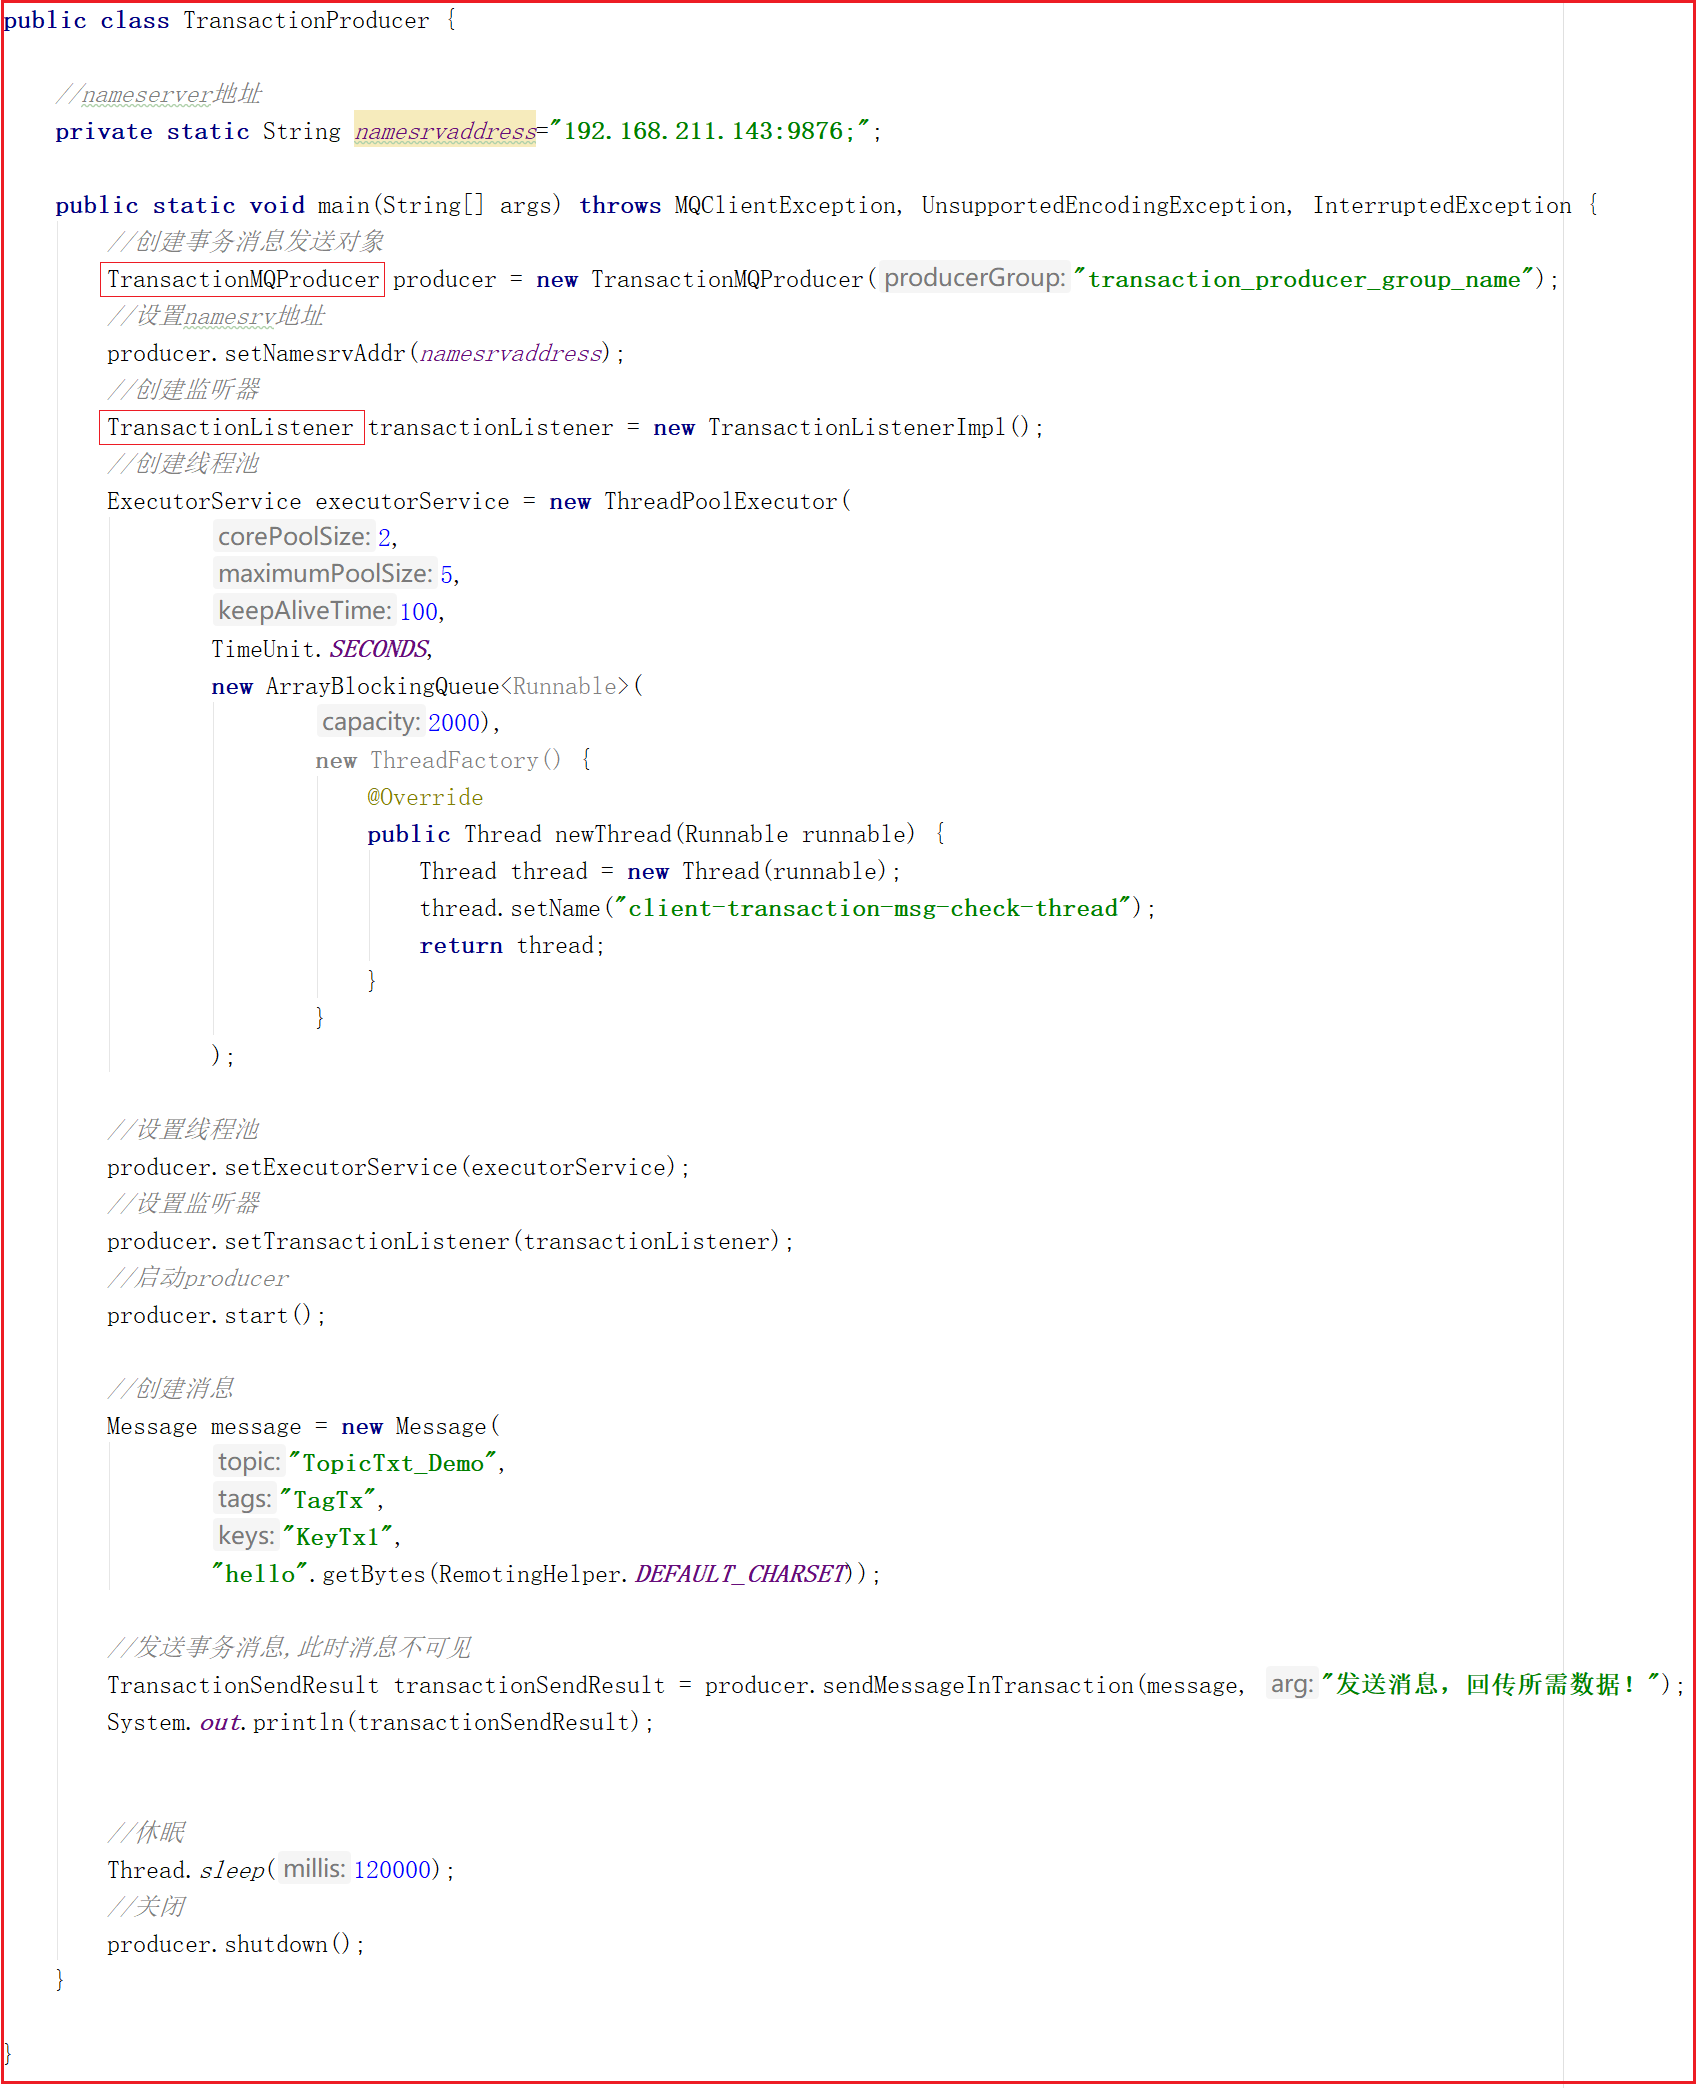 public class TransactionProducer {
//nameserver地址
private static String namesrvaddress="192.168.211.143:9876;";
public static void main(String[] args) throws MQClientException, UnsupportedEncodingException, InterruptedException {
//创建事务消息发送对象
TransactionMQProducer producer = new TransactionMQProducer( producerGroup: "transaction_producer_group_name");
//设置namesrv地址
producer.setNamesrvAddr(namesrvaddress);
//创建监听器
TransactionListener transactionListener = new TransactionListenerImpl();
//创建线程池
ExecutorService executorService = new ThreadPoolExecutor(
corePoolSize: 2,
maximumPoolSize: 5,
keepAliveTime: 100,
TimeUnit.SECONDS,
new ArrayBlockingQueue<Runnable>(
capacity: 2000),
new ThreadFactory() {
@Override
public Thread newThread(Runnable runnable) {
Thread thread = new Thread(runnable);
thread.setName("client-transaction-msg-check-thread");
return thread;
}
}
);
//设置线程池
producer.setExecutorService(executorService);
//设置监听器
producer.setTransactionListener(transactionListener);
//启动producer
producer.start();
//创建消息
Message message = new Message(
topic: "TopicTxt_Demo",
tags: "TagTx",
keys: "KeyTx1",
"hello".getBytes(RemotingHelper.DEFAULT_CHARSET));
//发送事务消息,此时消息不可见
TransactionSendResult transactionSendResult = producer.sendMessageInTransaction(message, arg: "发送消息，回传所需数据！");
System.out.println(transactionSendResult);
//休眠
Thread.sleep( millis: 120000);
//关闭
producer.shutdown();
}
}